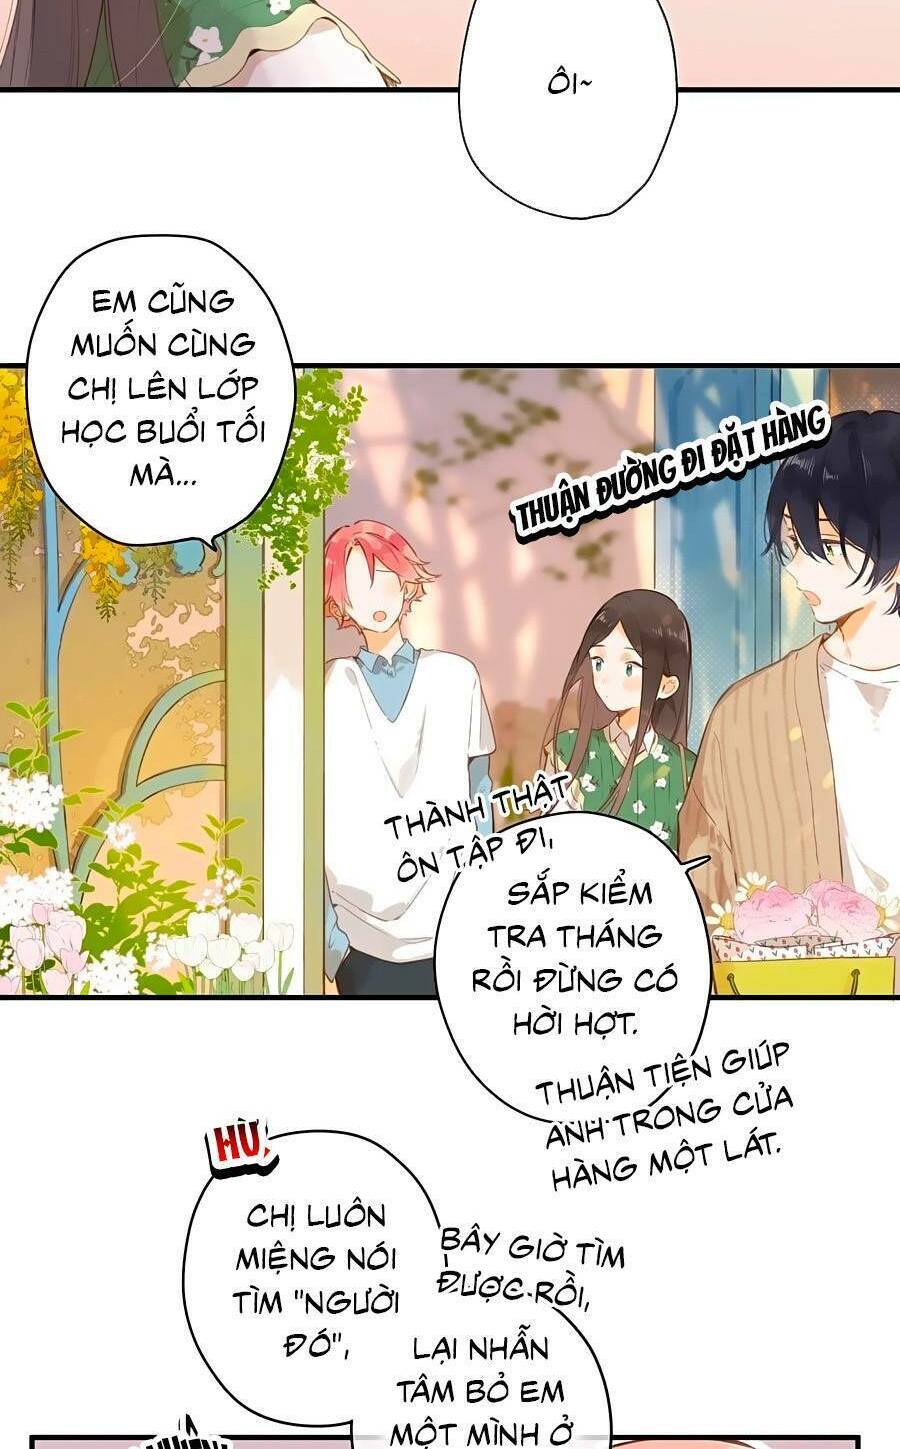 ÔI~
EM CŨNG
MUỐN CÙNG
CHỊ LÊN LỚP
HỌC BUỔI TỐI
MÀ...
THUẬN ĐƯỜNG ĐI ĐẶT HÀNG
THÀNH THẬT
ÔN TẬP ĐI,
SẮP KIỂM
TRA THÁNG
RỒI ĐỪNG CÓ
HỜI HỢT.
THUẬN TIỆN GIÚP
ANH TRONG CỬA
HÀNG MỘT LÁT.
HỪ,
CHỊ LUÔN
MIỆNG NÓI
TÌM "NGƯỜI
ĐÓ",
BÂY GIỜ TÌM
ĐƯỢC RỒI,
LẠI NHẪN
TÂM BỎ EM
MỘT MÌNH Ở